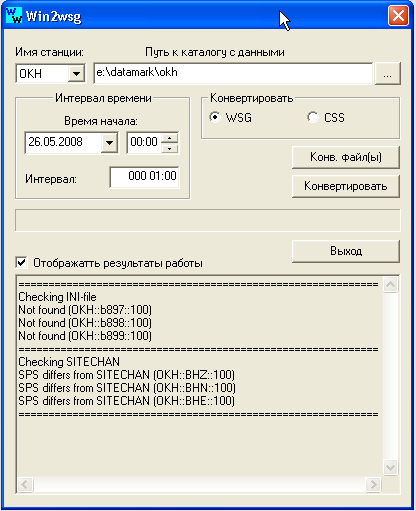 Win2wsg
Имя станции: Путь к каталогу с данными
OKH e:\datamark\okh ...
Интервал времени
Время начала:
26.05.2008 00:00
Интервал: 000 01:00
Конвертировать
WSG CSS
Конв. файл(ы)
Конвертировать
Выход
Отображатть результаты работы
==================================================
Checking INI-file
Not found (OKH::b897::100)
Not found (OKH::b898::100)
Not found (OKH::b899::100)
==================================================
Checking SITECHAN
SPS differs from SITECHAN (OKH::BHZ::100)
SPS differs from SITECHAN (OKH::BHN::100)
SPS differs from SITECHAN (OKH::BHE::100)
==================================================